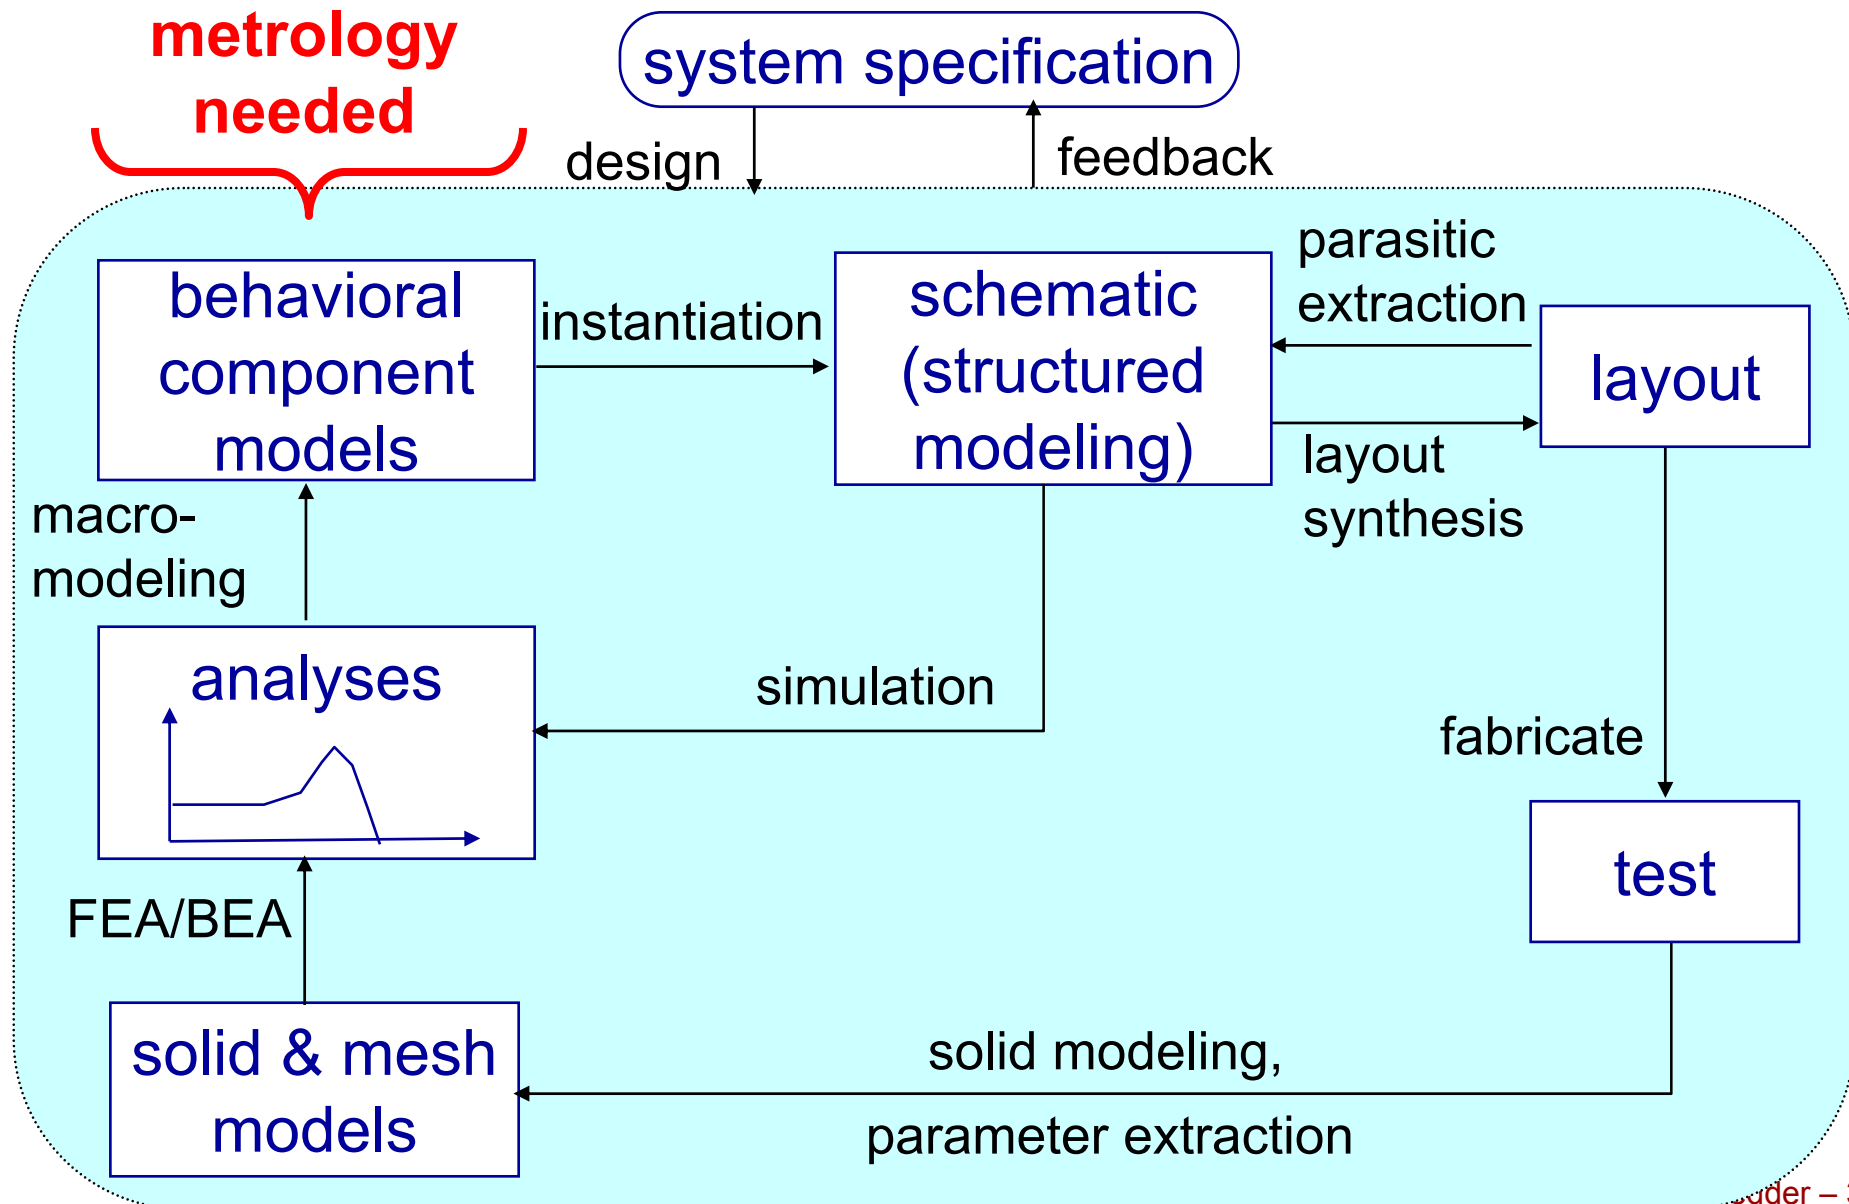 metrology
needed
system specification
design
feedback
behavioral
component
models
instantiation
schematic
(structured
modeling)
parasitic
extraction
layout
layout
synthesis
macro-
modeling
analyses
simulation
fabricate
test
FEA/BEA
solid & mesh
models
solid modeling,
parameter extraction